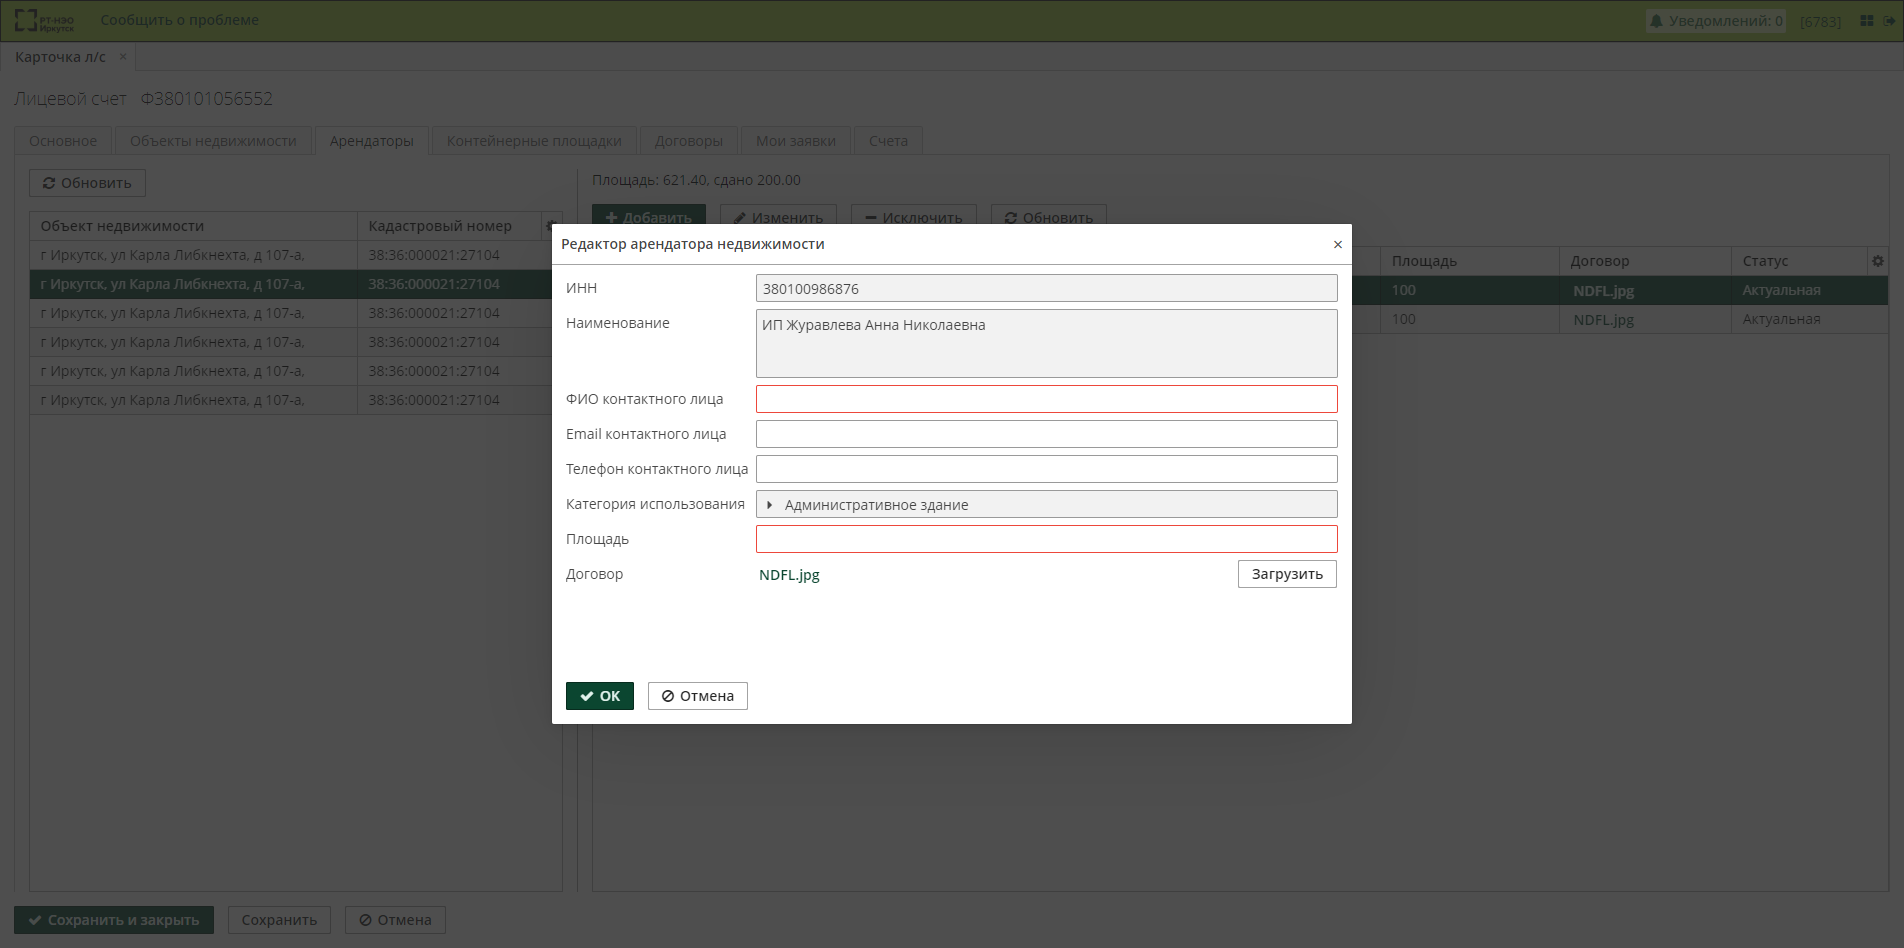 РТ-НЭО
Иркутск
Сообщить о проблеме
Уведомлений: 0
[6783]
Карточка л/с ×
Лицевой счет Ф380101056552
Основное
Объекты недвижимости
Арендаторы
Контейнерные площадки
Договоры
Мои заявки
Счета
Обновить
Площадь: 621.40, сдано 200.00
Добавить
Изменить
Исключить
Обновить
Объект недвижимости Кадастровый номер
г Иркутск, ул Карла Либкнехта, д 107-а, 38:36:000021:27104
г Иркутск, ул Карла Либкнехта, д 107-а, 38:36:000021:27104
г Иркутск, ул Карла Либкнехта, д 107-а, 38:36:000021:27104
г Иркутск, ул Карла Либкнехта, д 107-а, 38:36:000021:27104
г Иркутск, ул Карла Либкнехта, д 107-а, 38:36:000021:27104
г Иркутск, ул Карла Либкнехта, д 107-а, 38:36:000021:27104
Площадь Договор Статус
100 NDFL.jpg Актуальная
100 NDFL.jpg Актуальная
Редактор арендатора недвижимости ×
ИНН 380100986876
Наименование ИП Журавлева Анна Николаевна
ФИО контактного лица
Email контактного лица
Телефон контактного лица
Категория использования Административное здание
Площадь
Договор NDFL.jpg Загрузить
ОК Отмена
Сохранить и закрыть Сохранить Отмена